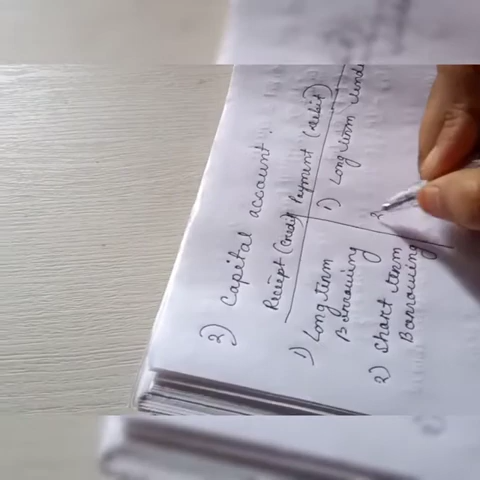 2) Capital account :
Receipt (Credit) Payment (debit)
1) Long term Borrowing
1) Long term lend
2) Short term Borrowing
2